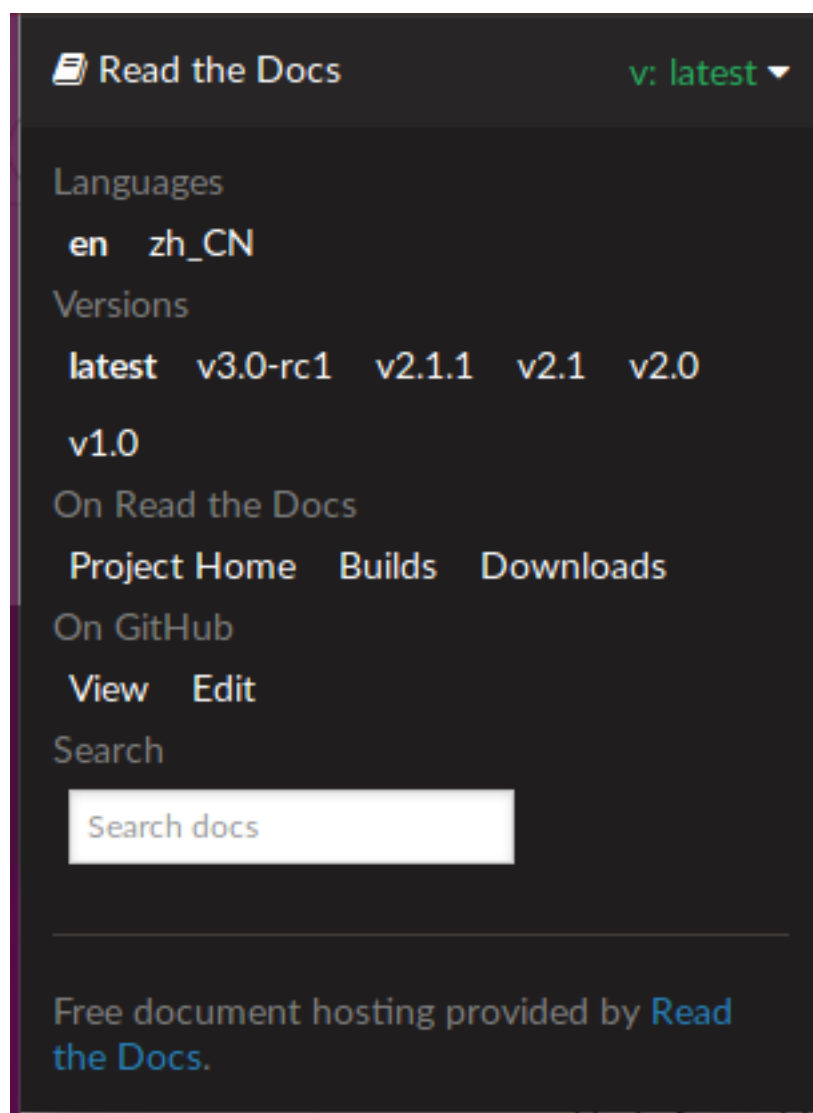 Read the Docs v: latest
Languages
en zh_CN
Versions
latest v3.0-rc1 v2.1.1 v2.1 v2.0
v1.0
On Read the Docs
Project Home Builds Downloads
On GitHub
View Edit
Search
Search docs
Free document hosting provided by Read
the Docs.